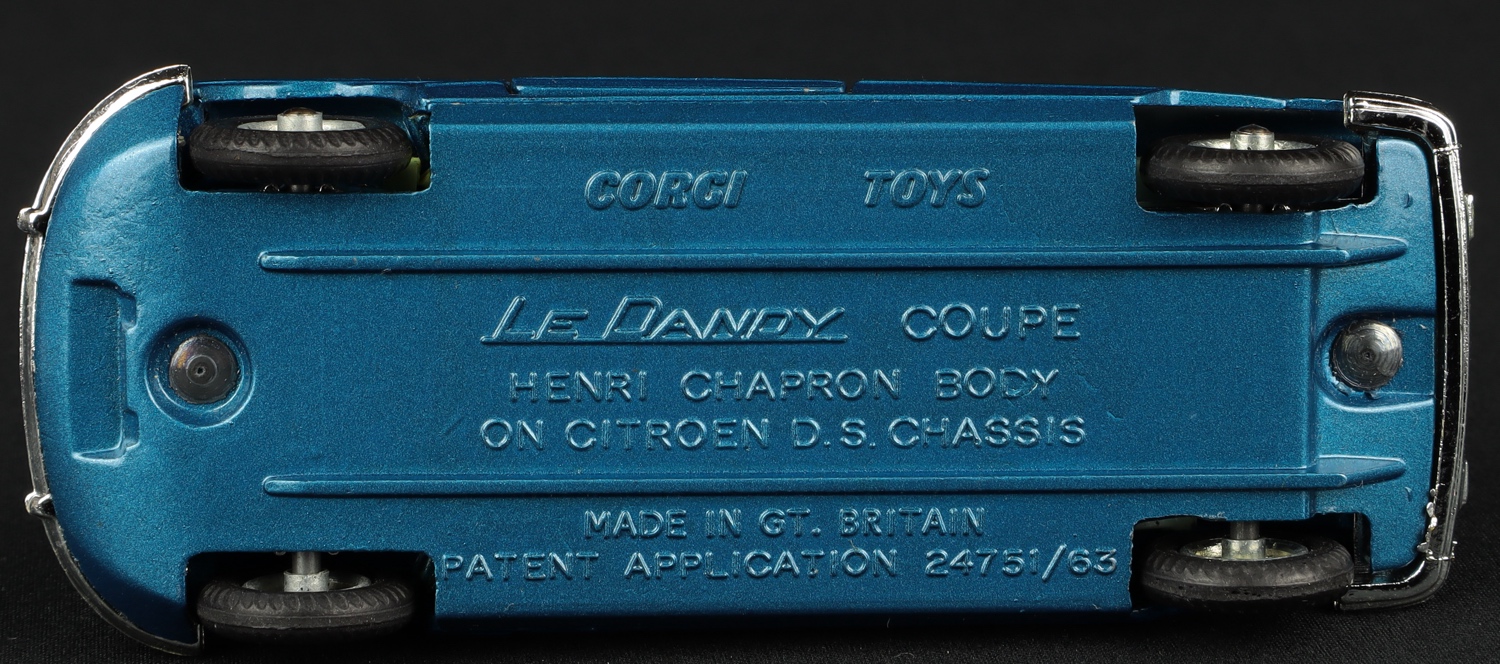 CORGI TOYS
LE DANDY COUPE
HENRI CHAPRON BODY
ON CITROEN D.S. CHASSIS
MADE IN GT. BRITAIN
PATENT APPLICATION 24751/63